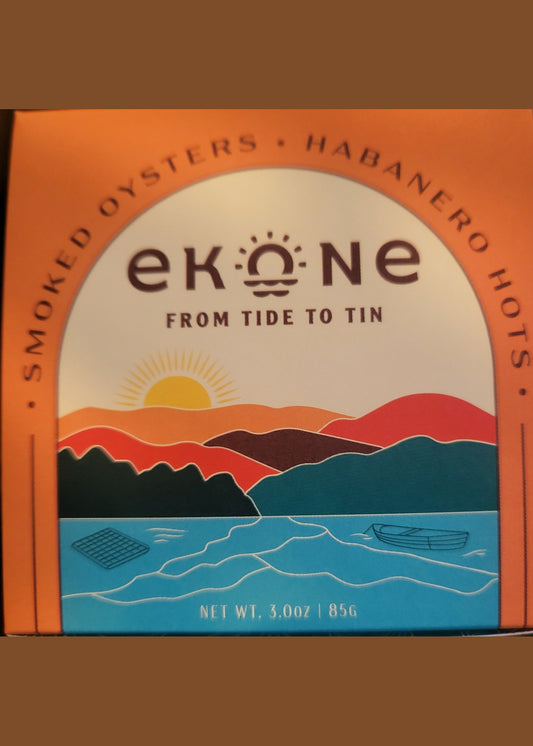 • SMOKED OYSTERS • HABANERO HOTS •
eKONe
FROM TIDE TO TIN
NET WT. 3.0OZ | 85G